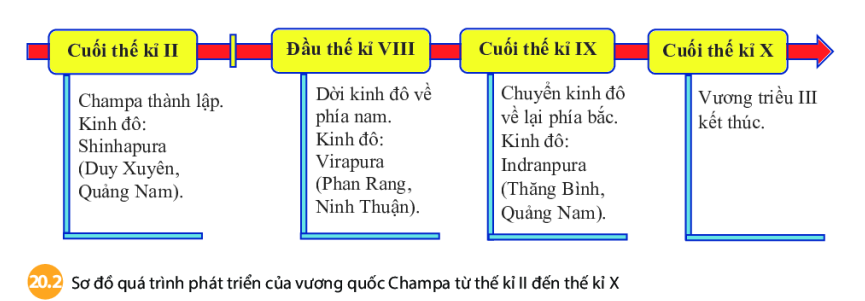 Cuối thế kỉ II
Đầu thế kỉ VIII
Cuối thế kỉ IX
Cuối thế kỉ X
Champa thành lập.
Kinh đô:
Shinhapura
(Duy Xuyên,
Quảng Nam).
Dời kinh đô về
phía nam.
Kinh đô:
Virapura
(Phan Rang,
Ninh Thuận).
Chuyển kinh đô
về lại phía bắc.
Kinh đô:
Indranpura
(Thăng Bình,
Quảng Nam).
Vương triều III
kết thúc.
20.2 Sơ đồ quá trình phát triển của vương quốc Champa từ thế kỉ II đến thế kỉ X